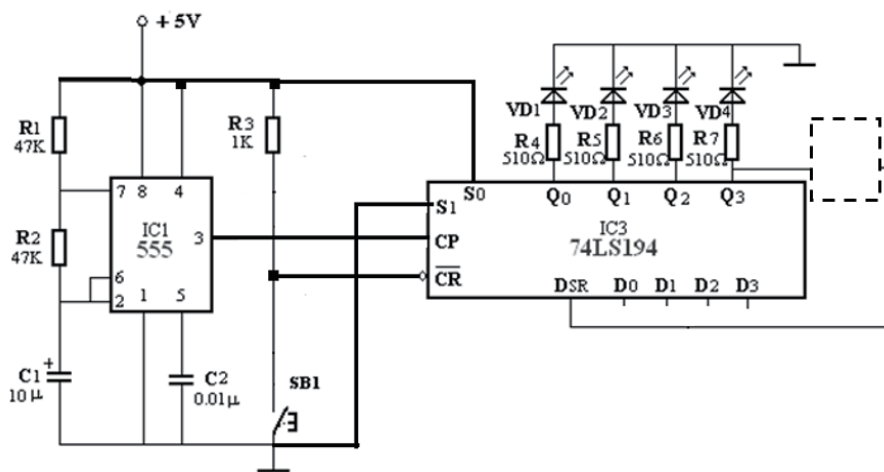 +5V
R1
47K
R2
47K
C1
+
10μ
7
8
4
IC1
555
3
6
2
1
5
C2
0.01μ
R3
1K
SB1
VD1
VD2
VD3
VD4
R4
510Ω
R5
510Ω
R6
510Ω
R7
510Ω
S1
S0
Q0
Q1
Q2
Q3
CP
CR
IC3
74LS194
DSR
D0
D1
D2
D3